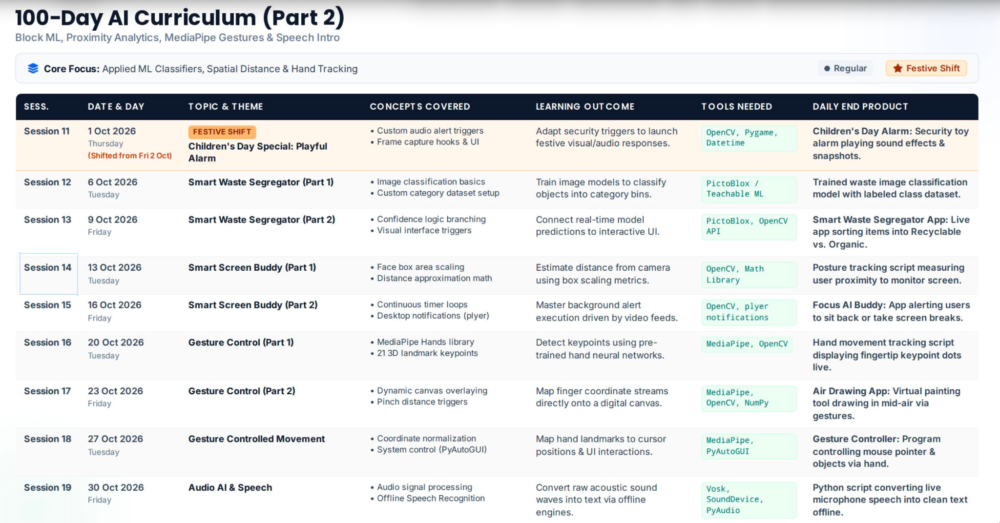 100-Day AI Curriculum (Part 2)
Block ML, Proximity Analytics, MediaPipe Gestures & Speech Intro
Core Focus: Applied ML Classifiers, Spatial Distance & Hand Tracking
Regular
Festive Shift
SESS.
DATE & DAY
TOPIC & THEME
CONCEPTS COVERED
LEARNING OUTCOME
TOOLS NEEDED
DAILY END PRODUCT
Session 11
1 Oct 2026
Thursday
(Shifted from Fri 2 Oct)
FESTIVE SHIFT
Children's Day Special: Playful
Alarm
• Custom audio alert triggers
• Frame capture hooks & UI
Adapt security triggers to launch
festive visual/audio responses.
OpenCV, Pygame,
Datetime
Children's Day Alarm: Security toy
alarm playing sound effects &
snapshots.
Session 12
6 Oct 2026
Tuesday
Smart Waste Segregator (Part 1)
• Image classification basics
• Custom category dataset setup
Train image models to classify
objects into category bins.
PictoBlox /
Teachable ML
Trained waste image classification
model with labeled class dataset.
Session 13
9 Oct 2026
Friday
Smart Waste Segregator (Part 2)
• Confidence logic branching
• Visual interface triggers
Connect real-time model
predictions to interactive UI.
PictoBlox, OpenCV
API
Smart Waste Segregator App: Live
app sorting items into Recyclable
vs. Organic.
Session 14
13 Oct 2026
Tuesday
Smart Screen Buddy (Part 1)
• Face box area scaling
• Distance approximation math
Estimate distance from camera
using box scaling metrics.
OpenCV, Math
Library
Posture tracking script measuring
user proximity to monitor screen.
Session 15
16 Oct 2026
Friday
Smart Screen Buddy (Part 2)
• Continuous timer loops
• Desktop notifications (plyer)
Master background alert
execution driven by video feeds.
OpenCV, plyer
notifications
Focus AI Buddy: App alerting users
to sit back or take screen breaks.
Session 16
20 Oct 2026
Tuesday
Gesture Control (Part 1)
• MediaPipe Hands library
• 21 3D landmark keypoints
Detect keypoints using pre-
trained hand neural networks.
MediaPipe, OpenCV
Hand movement tracking script
displaying fingertip keypoint dots
live.
Session 17
23 Oct 2026
Friday
Gesture Control (Part 2)
• Dynamic canvas overlaying
• Pinch distance triggers
Map finger coordinate streams
directly onto a digital canvas.
MediaPipe,
OpenCV, NumPy
Air Drawing App: Virtual painting
tool drawing in mid-air via
gestures.
Session 18
27 Oct 2026
Tuesday
Gesture Controlled Movement
• Coordinate normalization
• System control (PyAutoGUI)
Map hand landmarks to cursor
positions & UI interactions.
MediaPipe,
PyAutoGUI
Gesture Controller: Program
controlling mouse pointer &
objects via hand.
Session 19
30 Oct 2026
Friday
Audio AI & Speech
• Audio signal processing
• Offline Speech Recognition
Convert raw acoustic sound
waves into text via offline
engines.
Vosk,
SoundDevice,
PyAudio
Python script converting live
microphone speech into clean text
offline.